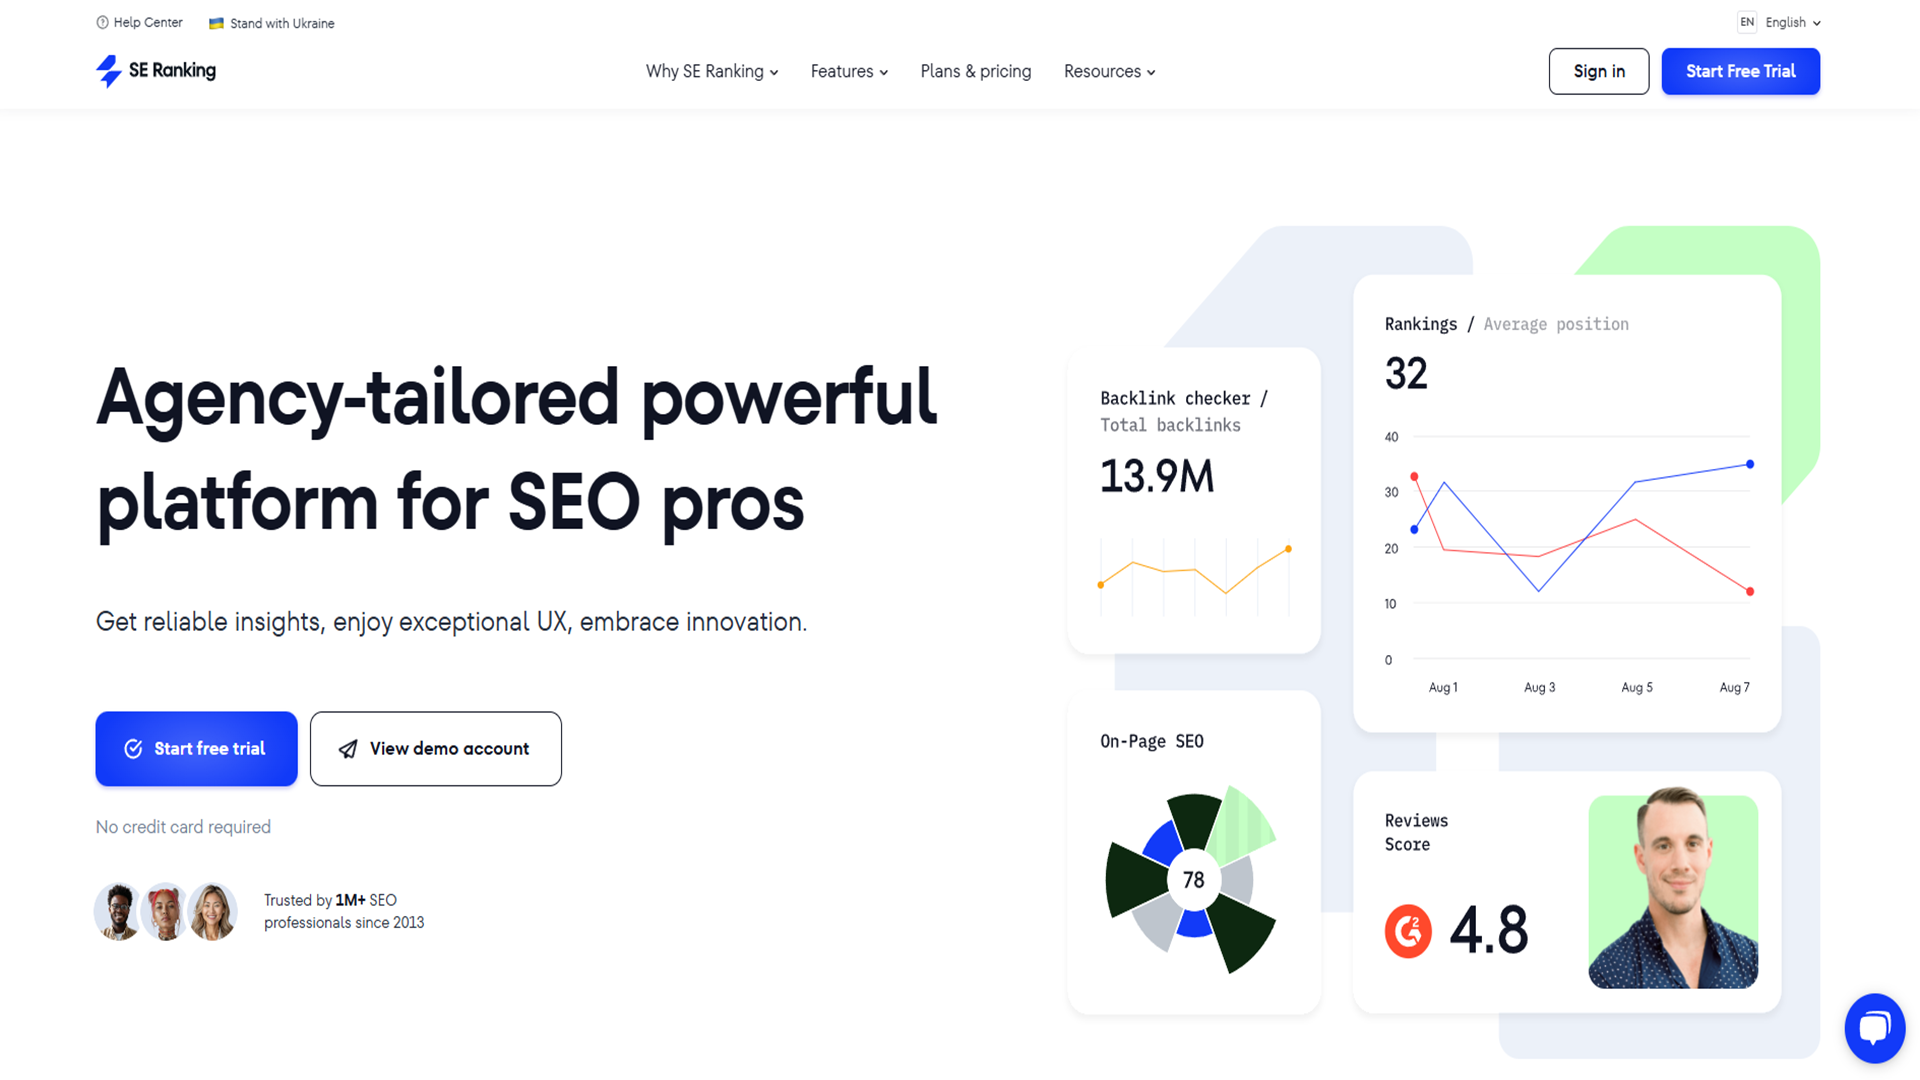 Help Center
Stand with Ukraine
EN English
SE Ranking
Why SE Ranking
Features
Plans & pricing
Resources
Sign in
Start Free Trial
Agency-tailored powerful
platform for SEO pros
Get reliable insights, enjoy exceptional UX, embrace innovation.
Start free trial
View demo account
No credit card required
Trusted by 1M+ SEO
professionals since 2013
Backlink checker /
Total backlinks
13.9M
Rankings / Average position
32
40
30
20
10
0
Aug 1
Aug 3
Aug 5
Aug 7
On-Page SEO
78
Reviews
Score
G2
4.8